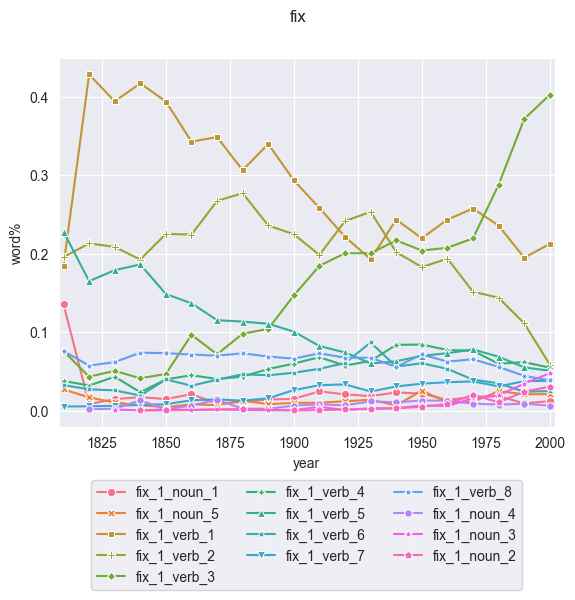 fix
0.4
0.3
0.2
0.1
0.0
word%
1825 1850 1875 1900 1925 1950 1975 2000
year
fix_1_noun_1 fix_1_verb_4 fix_1_verb_8
fix_1_noun_5 fix_1_verb_5 fix_1_noun_4
fix_1_verb_1 fix_1_verb_6 fix_1_noun_3
fix_1_verb_2 fix_1_verb_7 fix_1_noun_2
fix_1_verb_3